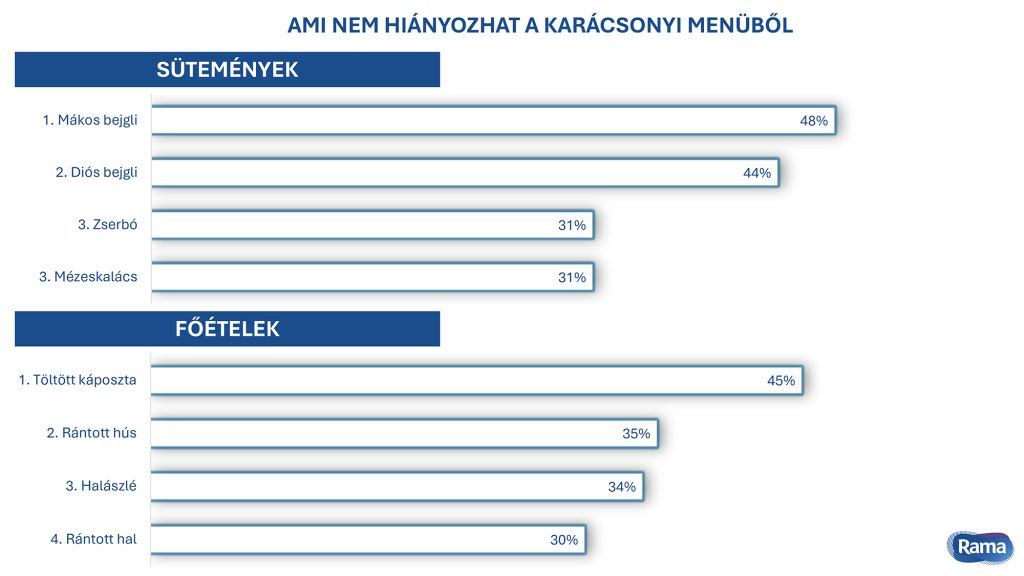 AMI NEM HIÁNYOZHAT A KARÁCSONYI MENÜBŐL
SÜTEMÉNYEK
1. Mákos bejgli 48%
2. Diós bejgli 44%
3. Zserbó 31%
3. Mézeskalács 31%
FŐÉTELEK
1. Töltött káposzta 45%
2. Rántott hús 35%
3. Halászlé 34%
4. Rántott hal 30%
Rama